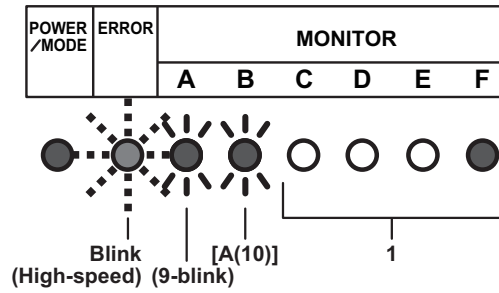 POWER
/MODE
ERROR
MONITOR
A B C D E F
Blink
(High-speed)
(9-blink)
[A(10)]
1